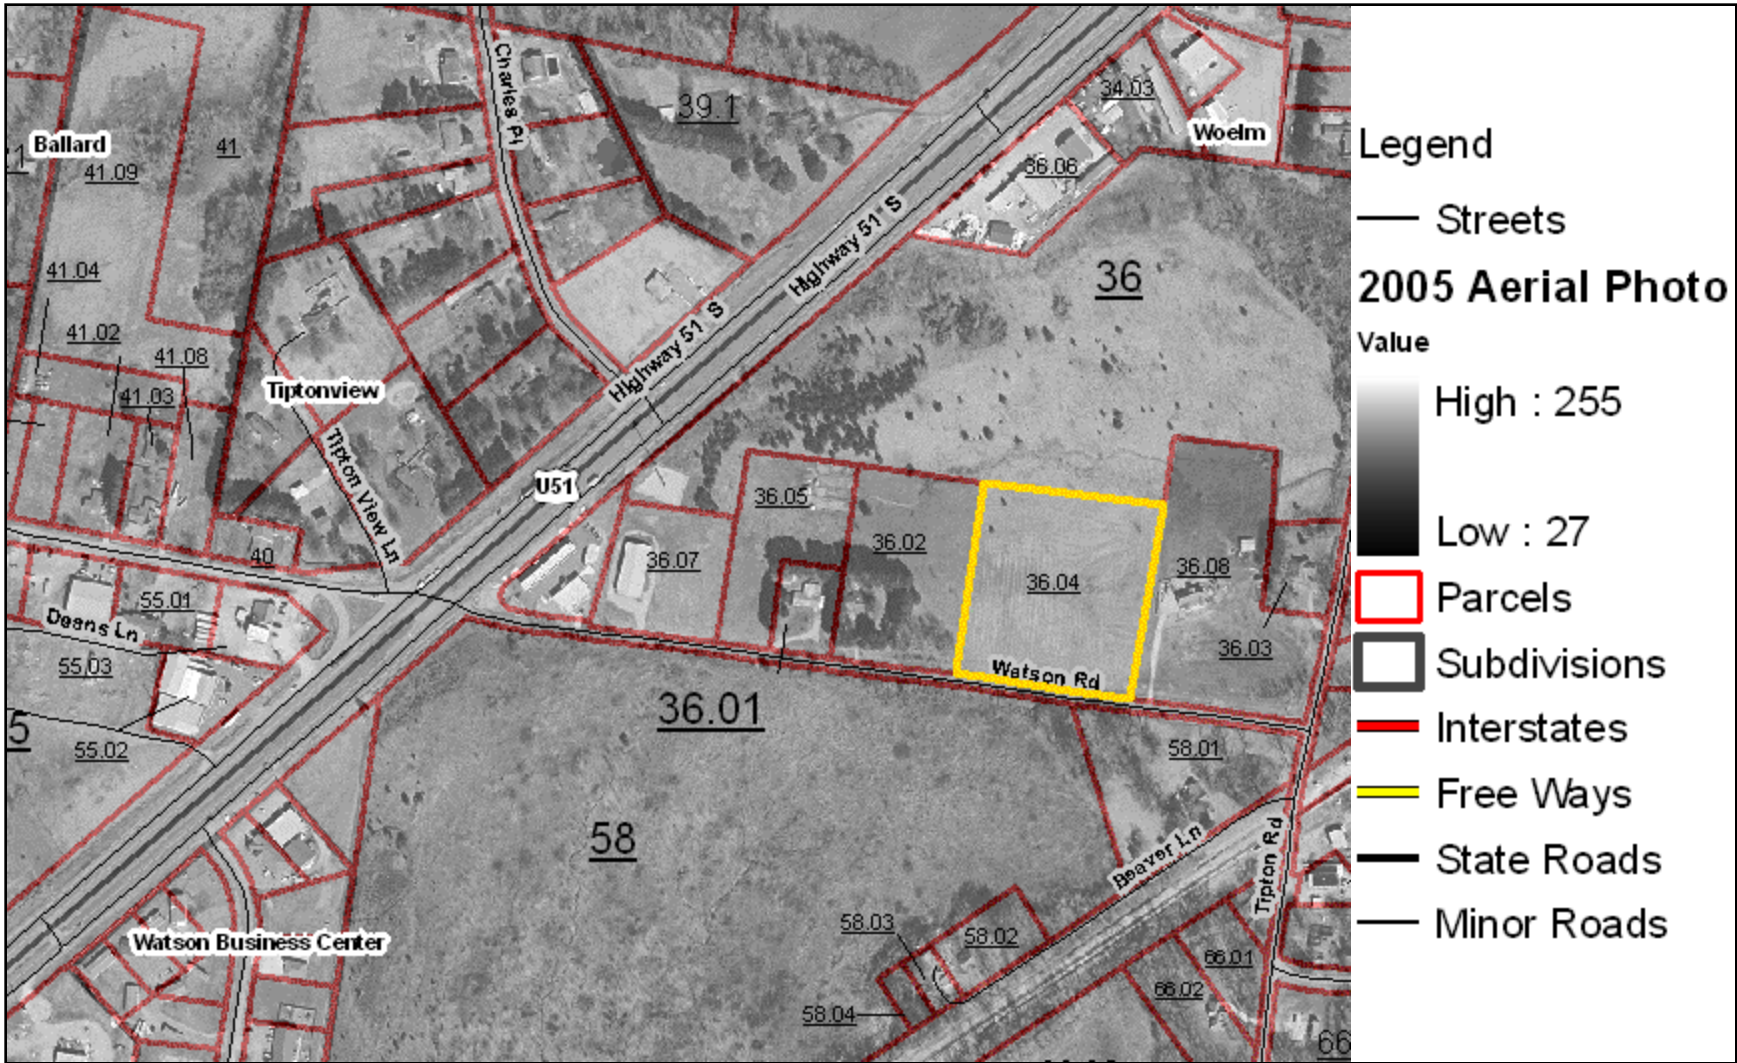 Charles Pl
39.1
34.03
Woelm
Ballard
41
41.09
36.06
Highway 51 S
36
41.04
41.02
41.08
Highway 51 S
Tiptonview
41.03
Tipton View Ln
U51
36.05
36.02
36.07
40
36.04
36.08
55.01
Deans Ln
36.03
55.03
Watson Rd
36.01
5
55.02
58.01
58
Beaver Ln
Tipton Rd
58.03
58.02
Watson Business Center
66.01
66.02
58.04
66
Legend
Streets
2005 Aerial Photo
Value
High : 255
Low : 27
Parcels
Subdivisions
Interstates
Free Ways
State Roads
Minor Roads